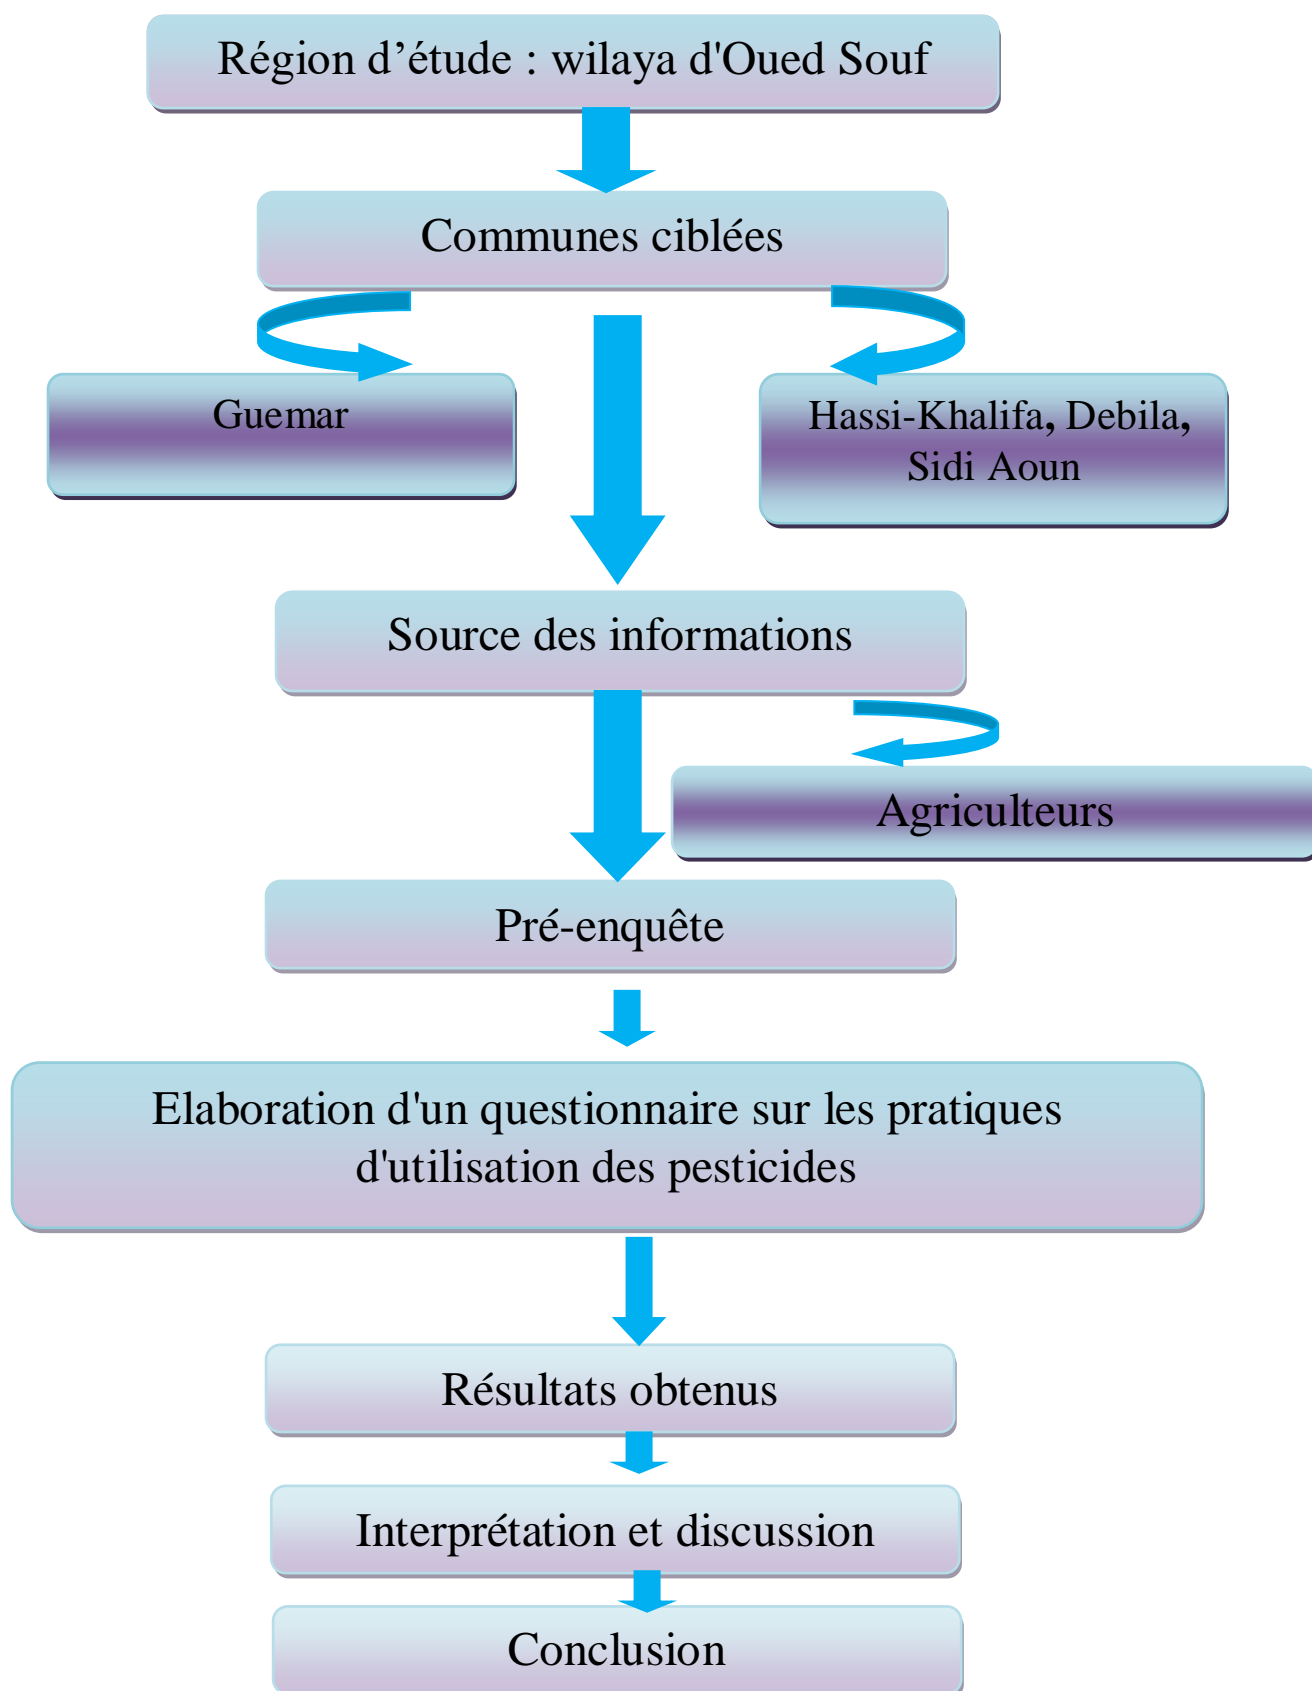 Région d’étude : wilaya d'Oued Souf
Communes ciblées
Guemar
Hassi-Khalifa, Debila,
Sidi Aoun
Source des informations
Agriculteurs
Pré-enquête
Elaboration d'un questionnaire sur les pratiques
d'utilisation des pesticides
Résultats obtenus
Interprétation et discussion
Conclusion